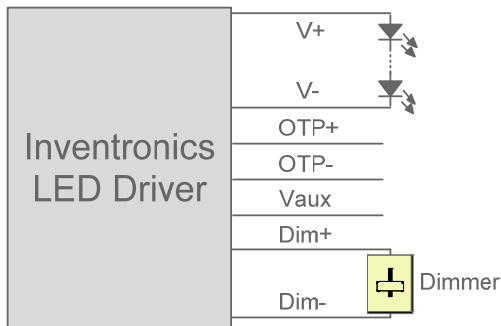 V+
V-
OTP+
Inventronics
LED Driver
OTP-
Vaux
Dim+
Dimmer
Dim-